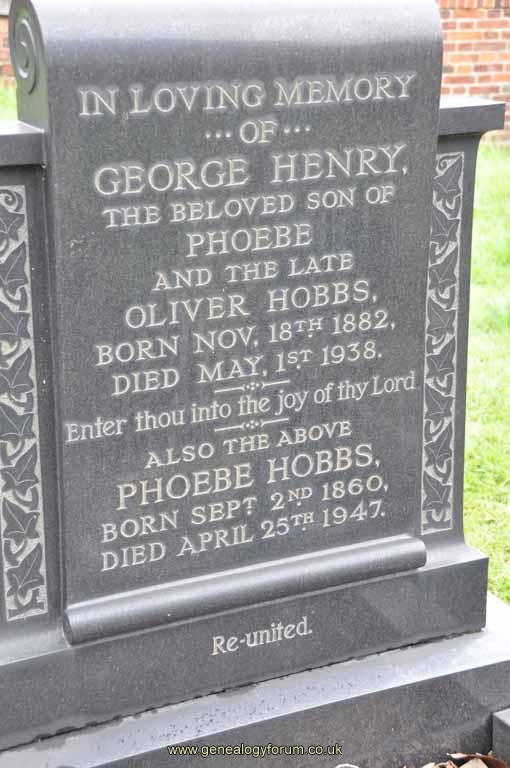 IN LOVING MEMORY
··· OF ···
GEORGE HENRY,
THE BELOVED SON OF
PHOEBE
AND THE LATE
OLIVER HOBBS,
BORN NOV. 18TH 1882,
DIED MAY, 1ST 1938.
Enter thou into the joy of thy Lord
ALSO THE ABOVE
PHOEBE HOBBS,
BORN SEPT 2ND 1860,
DIED APRIL 25TH 1947.
Re-united.
www.genealogyforum.co.uk